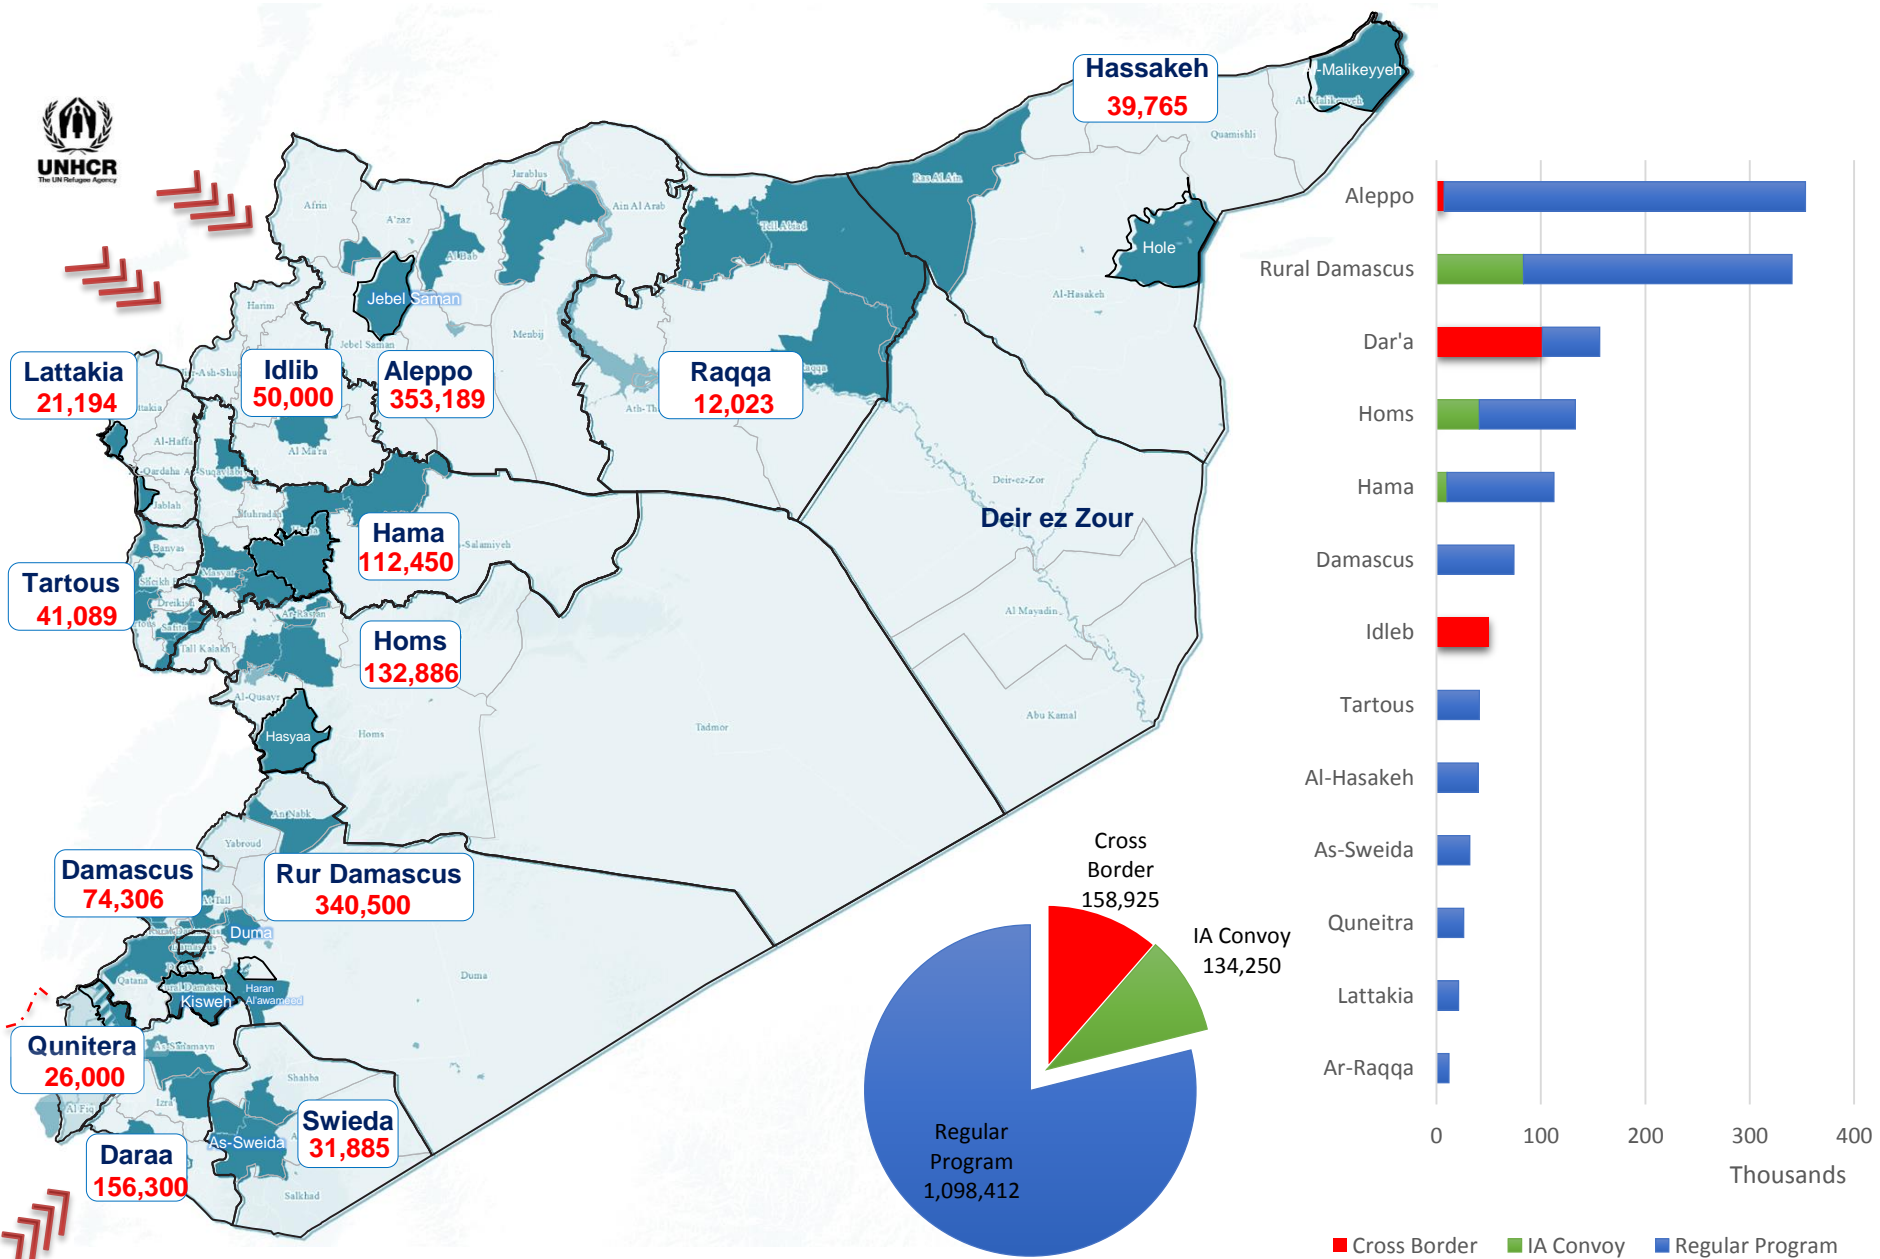 UNHCR
The UN Refugee Agency
Hassakeh
39,765
-Malikeyyeh
Al-Malikeyyeh
Quamishli
Ras Al Ain
Hole
Al-Hasakeh
Jarablus
Afrin
A'zaz
Ain Al Arab
Al Bab
Tell Abiad
Jebel Saman
Harim
Menbij
Jebel Saman
Lattakia
21,194
Idlib
50,000
Aleppo
353,189
Raqqa
12,023
Ath-Th
Al-Haffa
Al Ma'ra
-Qardaha
Jablah
Muhradah
Deir-ez-Zor
Deir ez Zour
Hama
112,450
-Salamiyeh
Banyas
Masyaf
Tartous
41,089
Dreikish
Safita
Ar-Rastan
Al Mayadin
Tall Kalakh
Homs
132,886
Al-Qusayr
Hasyaa
Homs
Tadmor
Abu Kamal
An Nabk
Yabroud
Damascus
74,306
Rur Damascus
340,500
Duma
Duma
Qatana
Kisweh
Haran
Al'awameed
Qunitera
26,000
As-Sanamayn
Shahba
Izra
Al Fiq
Swieda
31,885
As-Sweida
Daraa
156,300
Salkhad
Cross
Border
158,925
IA Convoy
134,250
Regular
Program
1,098,412
Aleppo
Rural Damascus
Dar'a
Homs
Hama
Damascus
Idleb
Tartous
Al-Hasakeh
As-Sweida
Quneitra
Lattakia
Ar-Raqqa
0 100 200 300 400
Thousands
Cross Border IA Convoy Regular Program